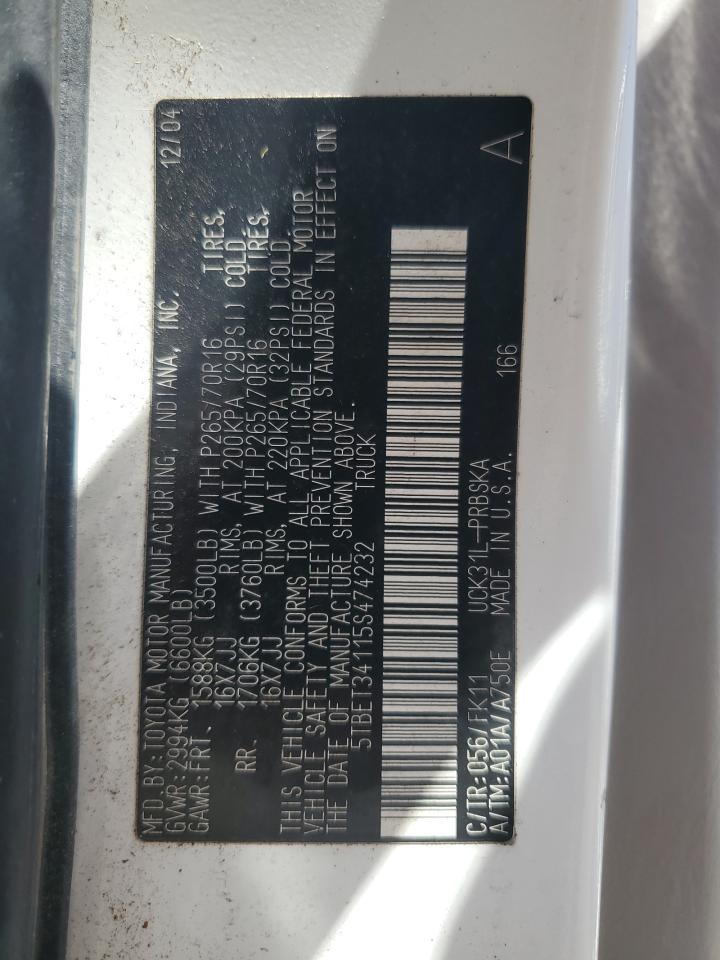 MFD.BY:TOYOTA MOTOR MANUFACTURING, INDIANA, INC. 12/04
GVWR:2994KG (6600LB)
GAWR:FRT. 1588KG (3500LB) WITH P265/70R16 TIRES,
16X7JJ RIMS, AT 200KPA (29PSI) COLD.
RR. 1706KG (3760LB) WITH P265/70R16 TIRES,
16X7JJ RIMS, AT 220KPA (32PSI) COLD.
THIS VEHICLE CONFORMS TO ALL APPLICABLE FEDERAL MOTOR
VEHICLE SAFETY AND THEFT PREVENTION STANDARDS IN EFFECT ON
THE DATE OF MANUFACTURE SHOWN ABOVE.
5TBET34115S474232 TRUCK
C/TR:056/FK11 UCK31L-PRBSKA
A/TM:A01A/A750E MADE IN U.S.A. 166 A